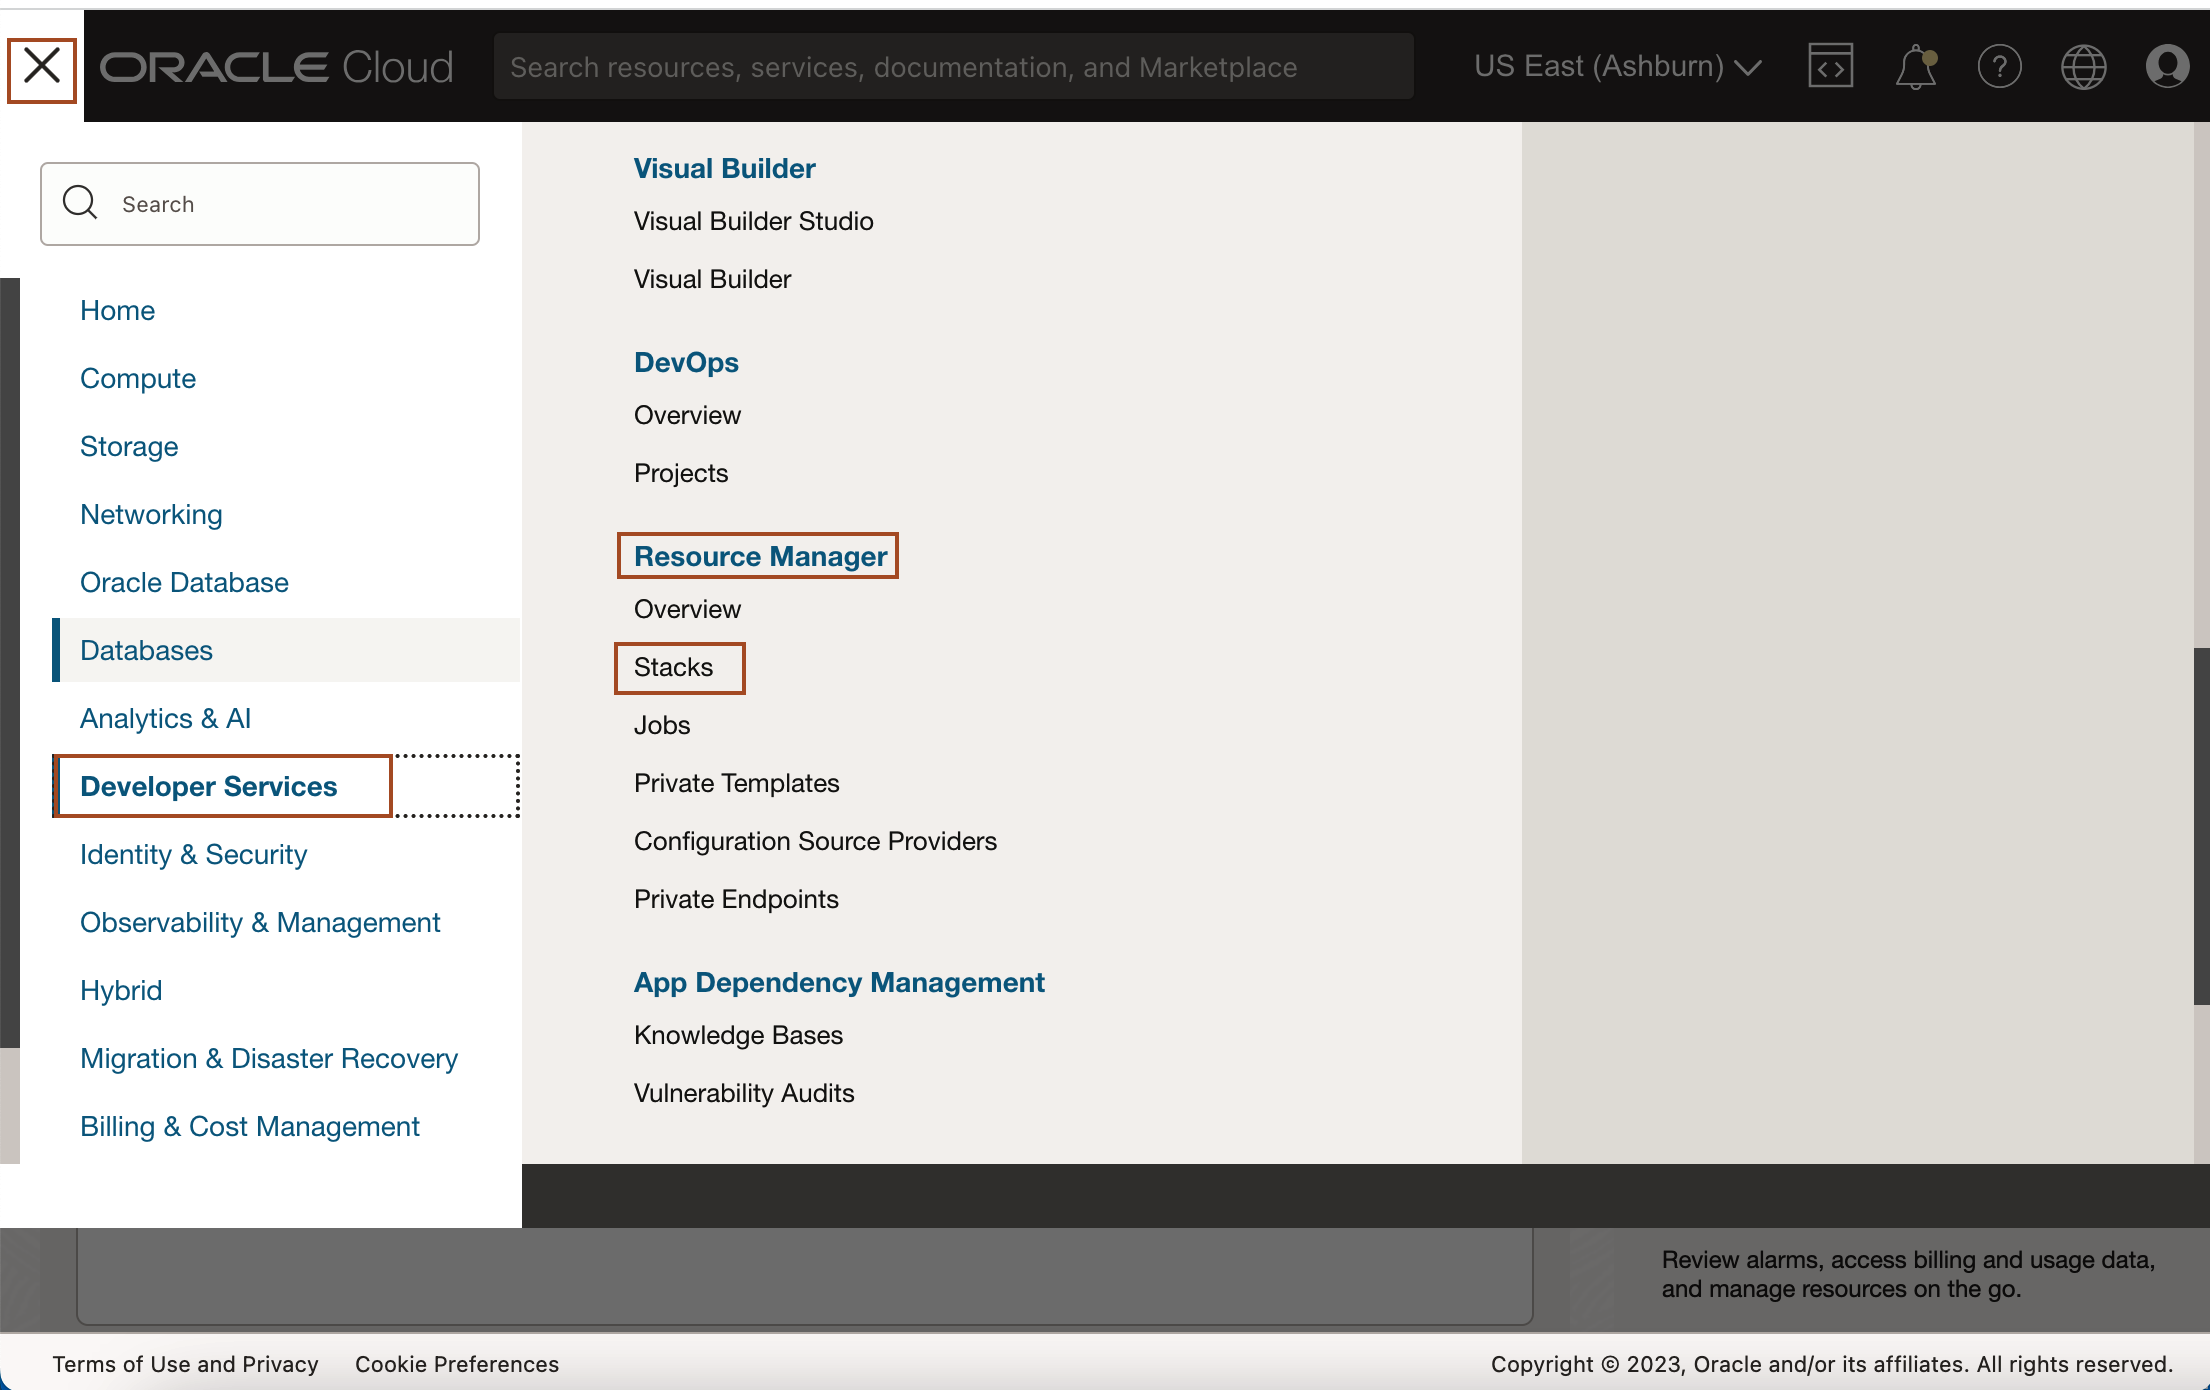 ORACLE Cloud
Search resources, services, documentation, and Marketplace
US East (Ashburn)
Search
Home
Compute
Storage
Networking
Oracle Database
Databases
Analytics & AI
Developer Services
Identity & Security
Observability & Management
Hybrid
Migration & Disaster Recovery
Billing & Cost Management
Visual Builder
Visual Builder Studio
Visual Builder
DevOps
Overview
Projects
Resource Manager
Overview
Stacks
Jobs
Private Templates
Configuration Source Providers
Private Endpoints
App Dependency Management
Knowledge Bases
Vulnerability Audits
Review alarms, access billing and usage data,
and manage resources on the go.
Terms of Use and Privacy
Cookie Preferences
Copyright © 2023, Oracle and/or its affiliates. All rights reserved.